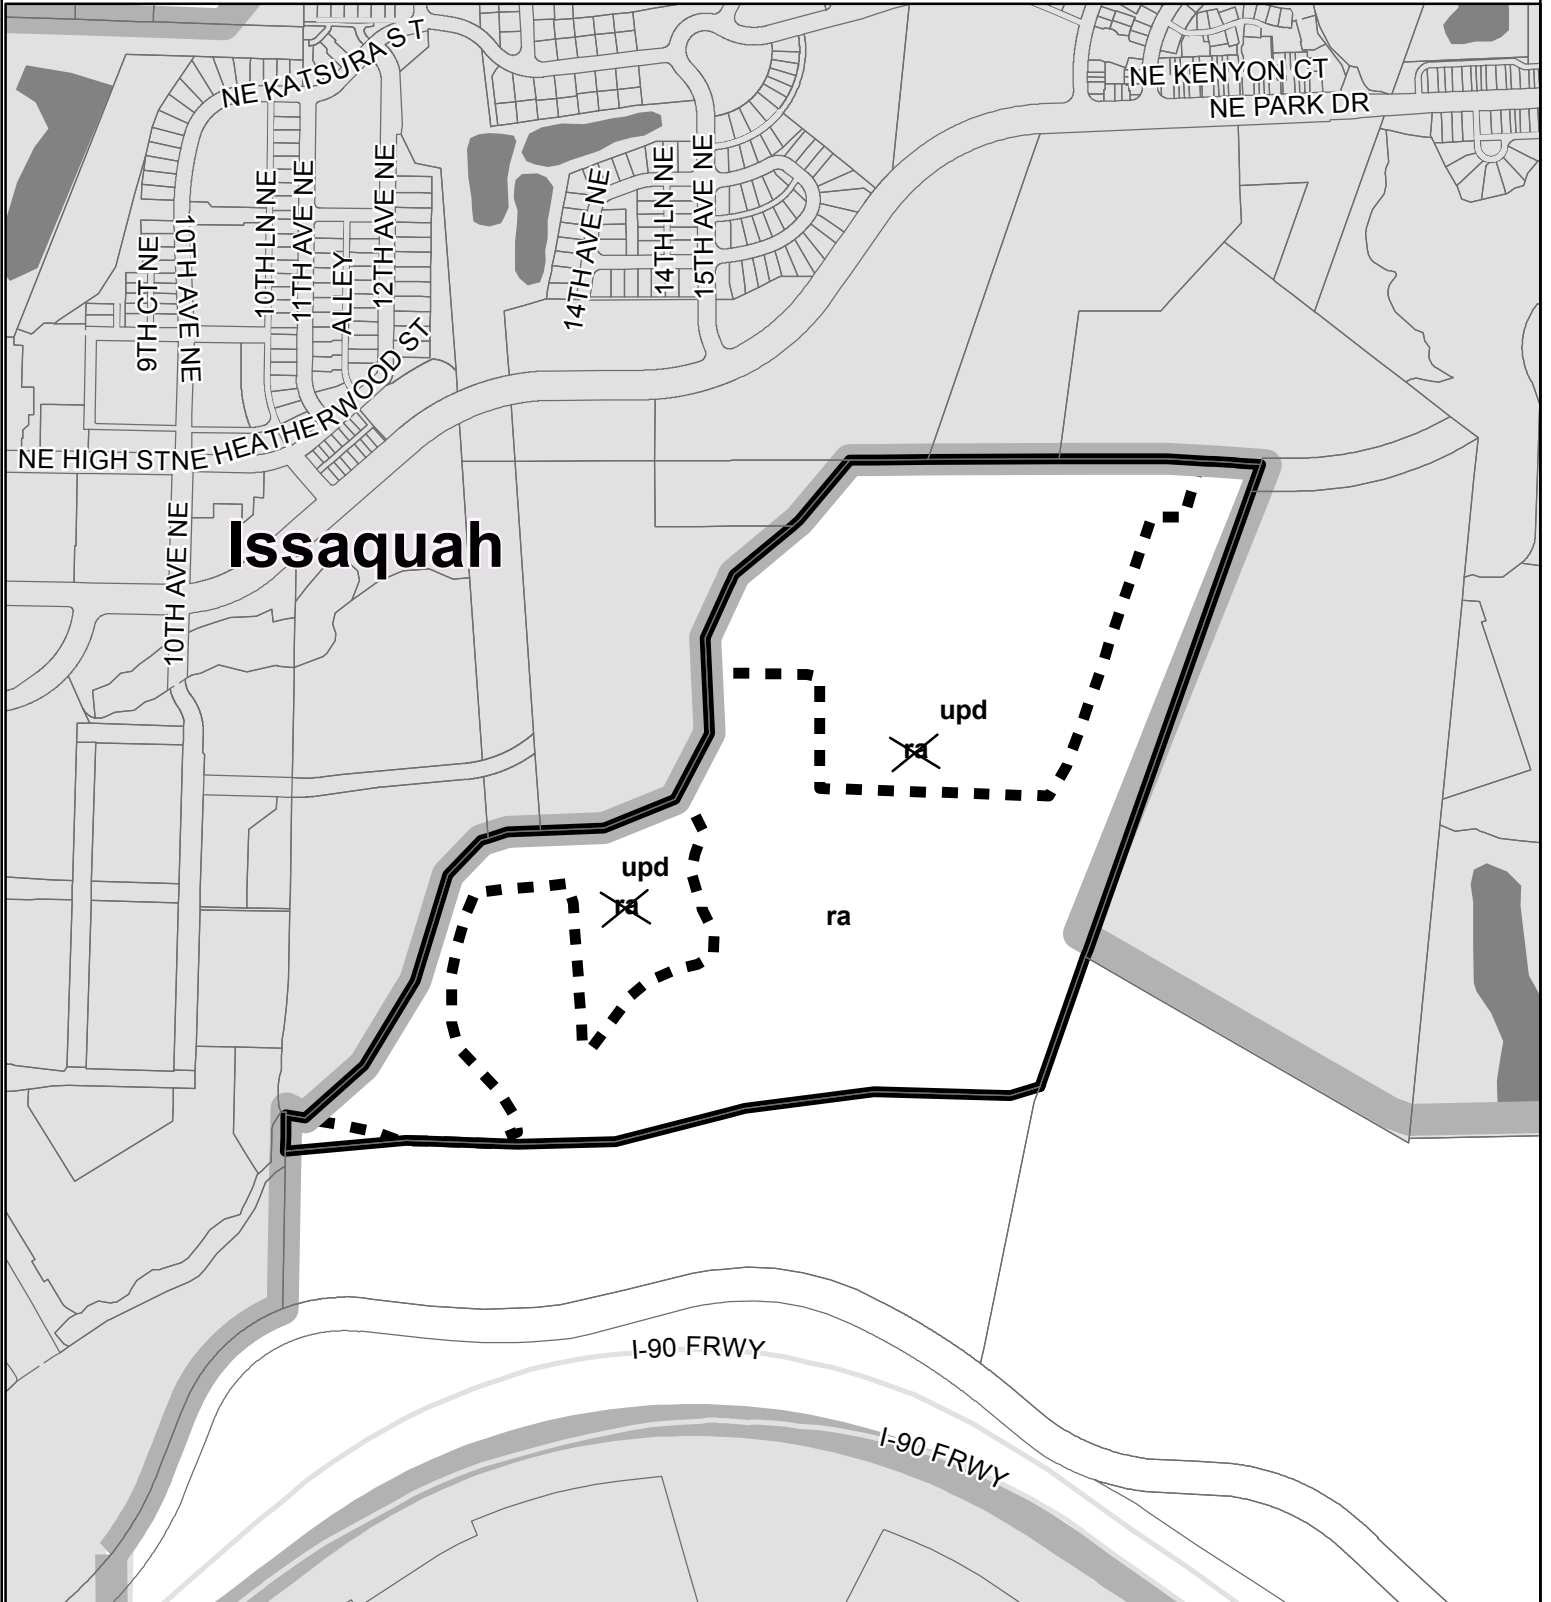 NE KATSURA ST
NE KENYON CT
NE PARK DR
9TH CT NE
10TH AVE NE
10TH LN NE
11TH AVE NE
ALLEY
12TH AVE NE
14TH AVE NE
14TH LN NE
15TH AVE NE
NE HIGH ST
NE HEATHERWOOD ST
10TH AVE NE
Issaquah
upd
ra
upd
ra
ra
I-90 FRWY
I-90 FRWY